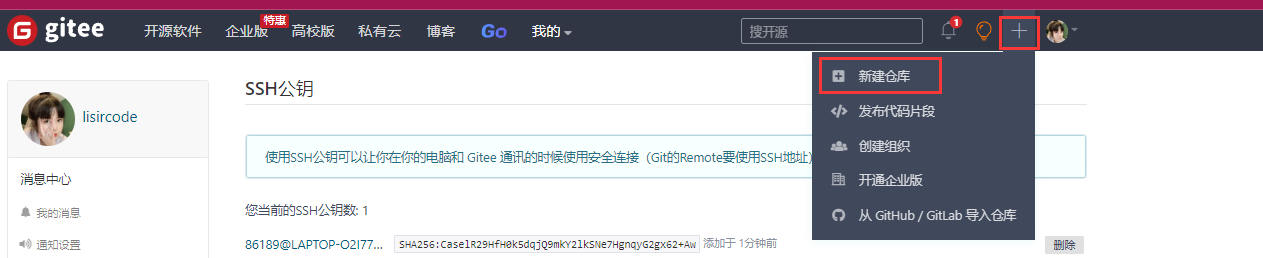 特惠
gitee 开源软件 企业版 高校版 私有云 博客 Go 我的 搜开源 1
SSH公钥
新建仓库
lisircode
发布代码片段
使用SSH公钥可以让你在你的电脑和 Gitee 通讯的时候使用安全连接（Git的Remote要使用SSH地址)
创建组织
消息中心
开通企业版
我的消息
您当前的SSH公钥数: 1
从 GitHub / GitLab 导入仓库
通知设置
86189@LAPTOP-O2I77... SHA256:CaselR29HfH0k5dqjQ9mkY2lkSNe7HgnqyG2gx62+Aw 添加于 1分钟前 删除